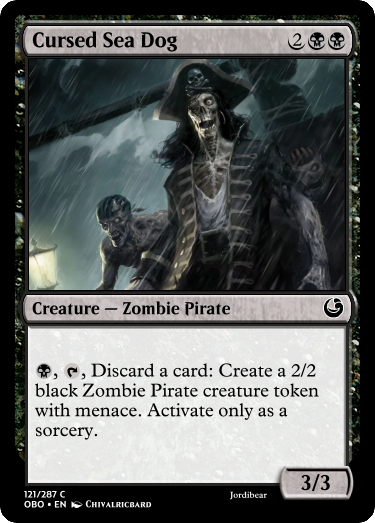 Cursed Sea Dog 2
Creature — Zombie Pirate
, , Discard a card: Create a 2/2
black Zombie Pirate creature token
with menace. Activate only as a
sorcery.
3/3
121/287 C
OBO • EN Chivalricbard
Jordibear